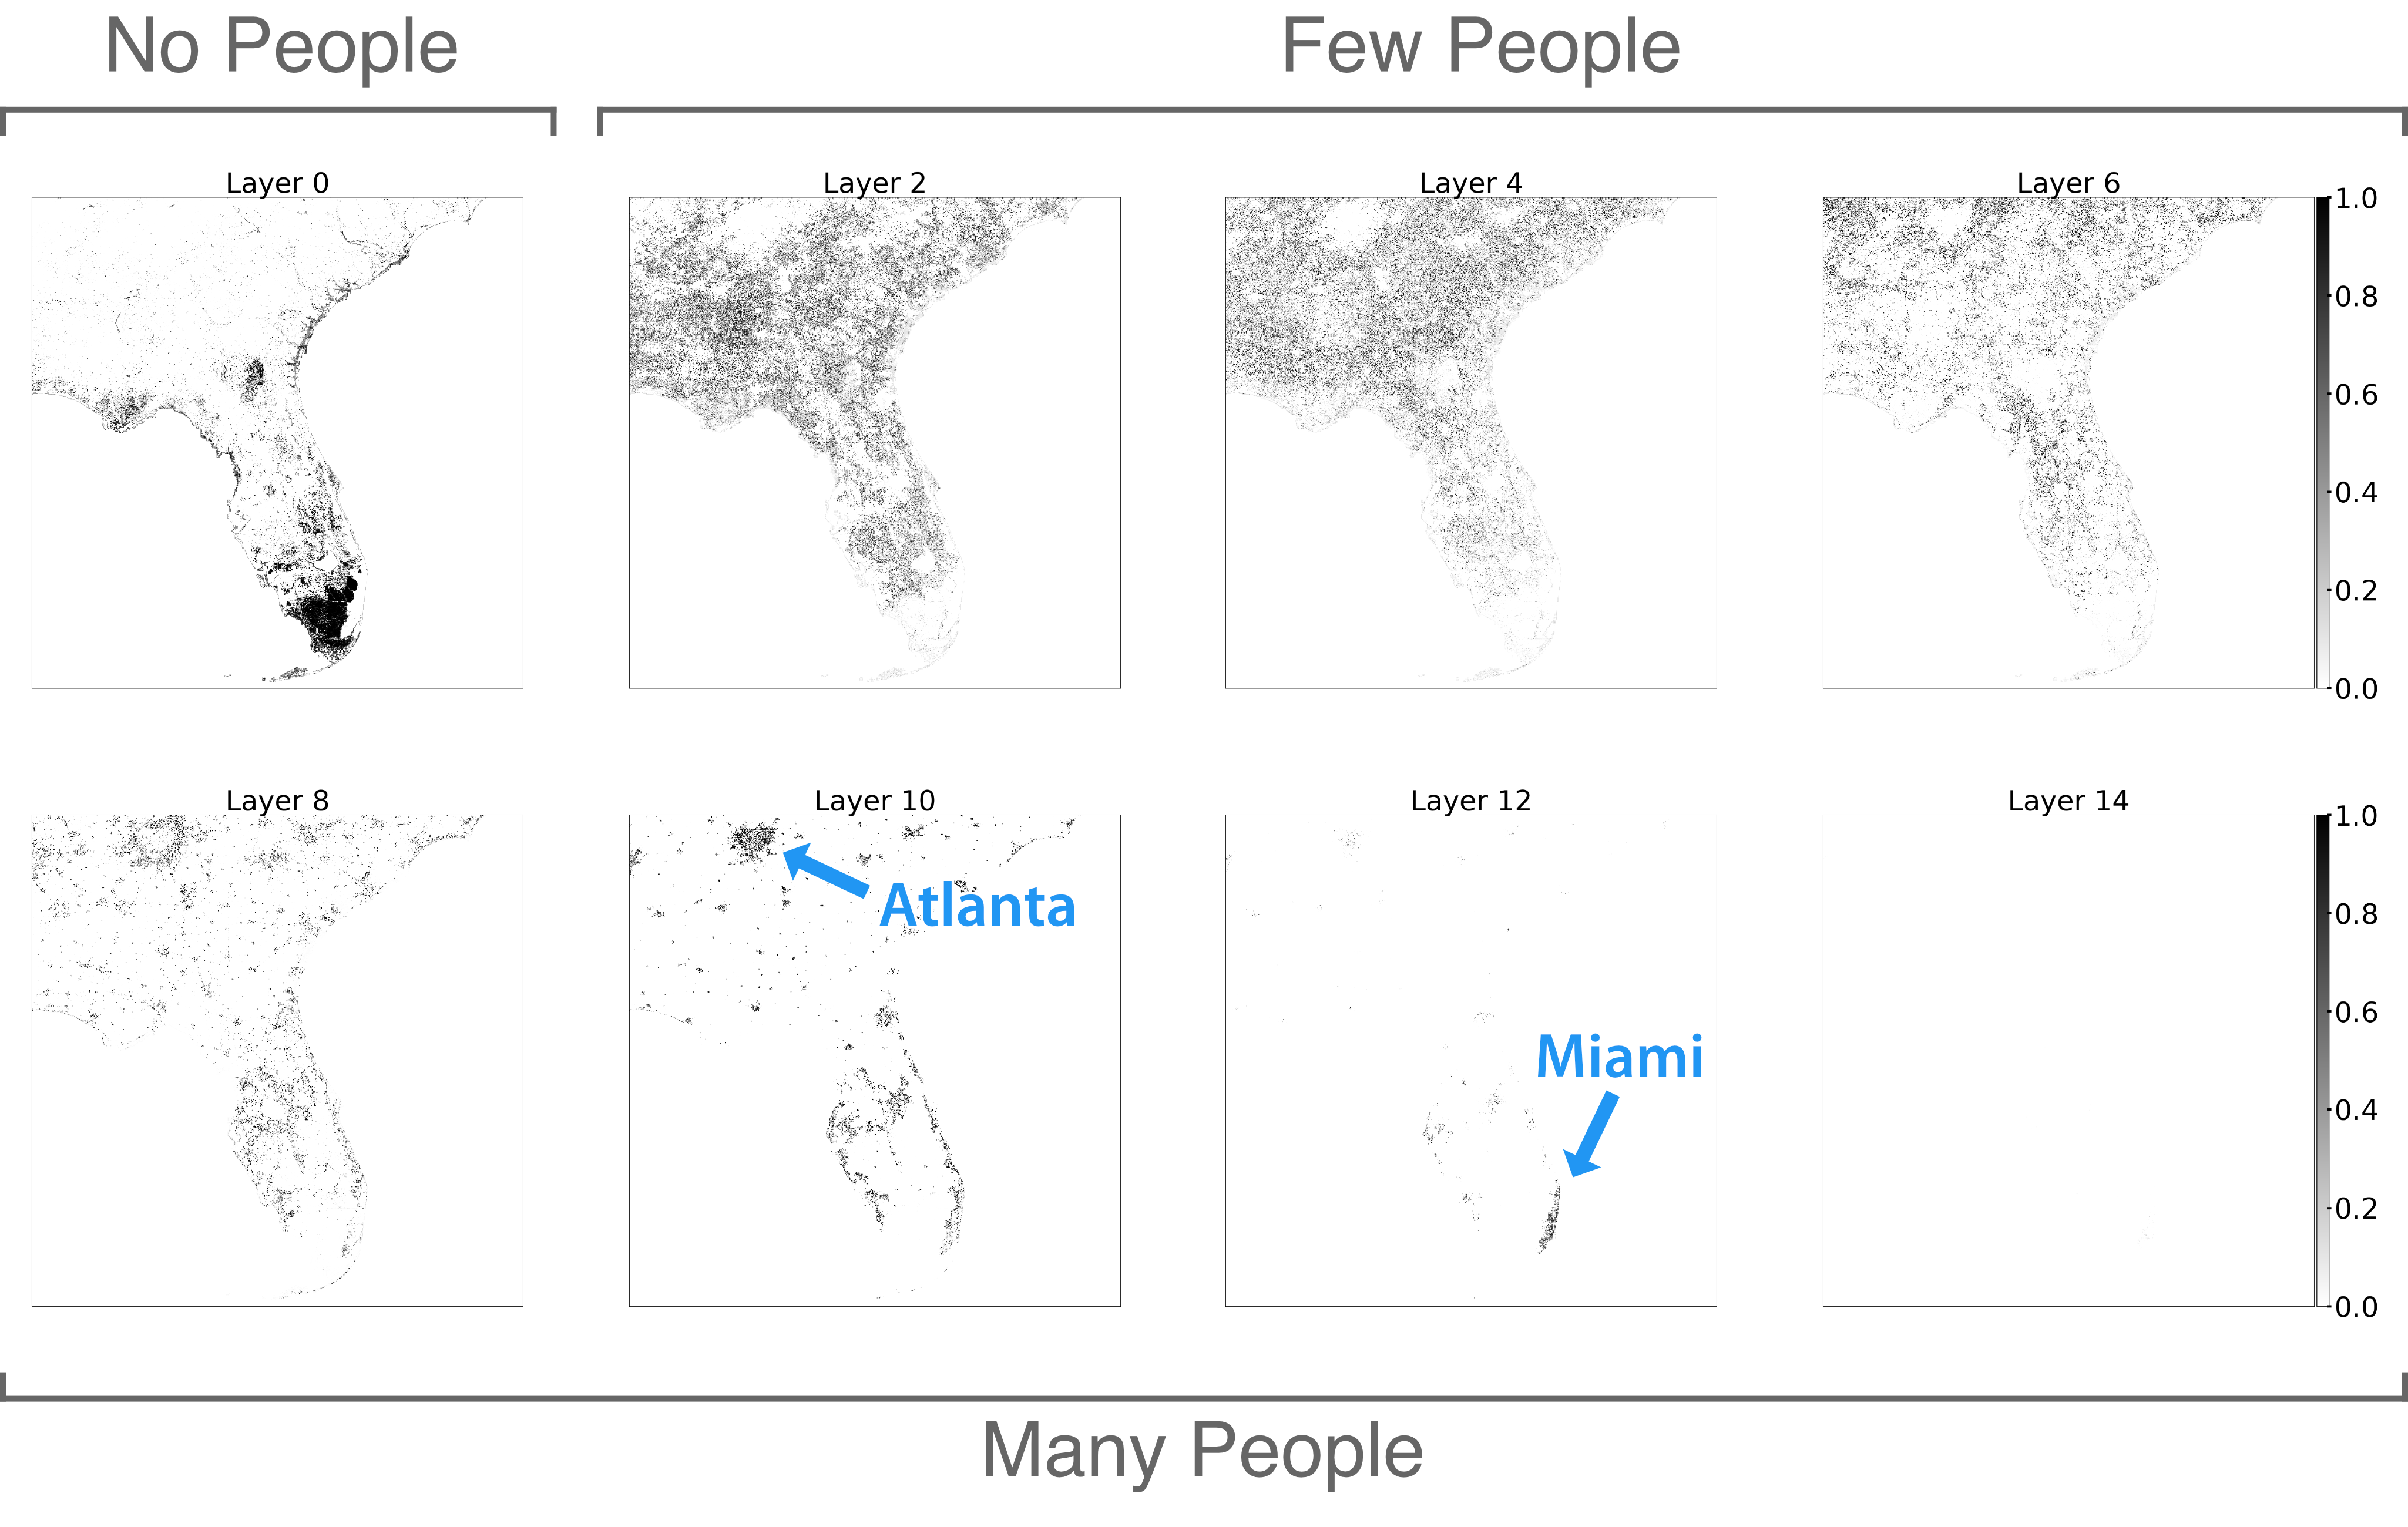 No People
Few People
Layer 0
Layer 2
Layer 4
Layer 6
1.0
0.8
0.6
0.4
0.2
0.0
Layer 8
Layer 10
Layer 12
Layer 14
Atlanta
Miami
1.0
0.8
0.6
0.4
0.2
0.0
Many People